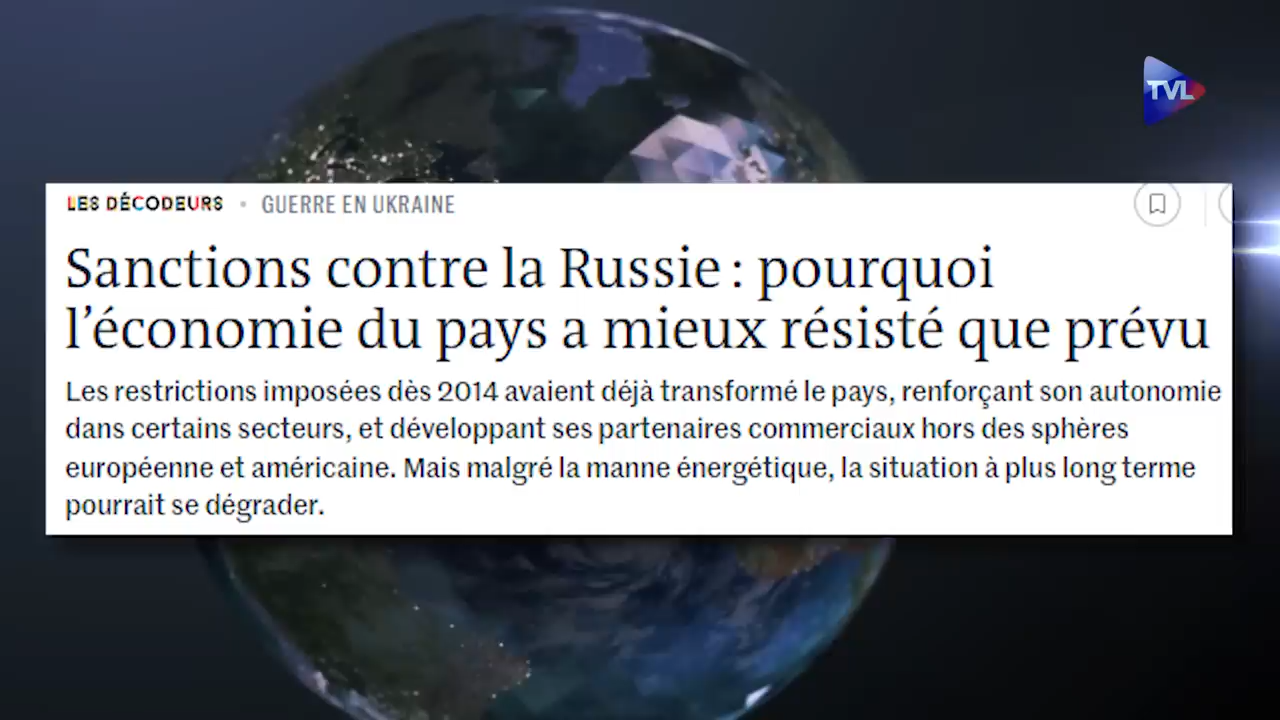 TVL
LES DÉCODEURS • GUERRE EN UKRAINE
Sanctions contre la Russie : pourquoi
l’économie du pays a mieux résisté que prévu
Les restrictions imposées dès 2014 avaient déjà transformé le pays, renforçant son autonomie
dans certains secteurs, et développant ses partenaires commerciaux hors des sphères
européenne et américaine. Mais malgré la manne énergétique, la situation à plus long terme
pourrait se dégrader.